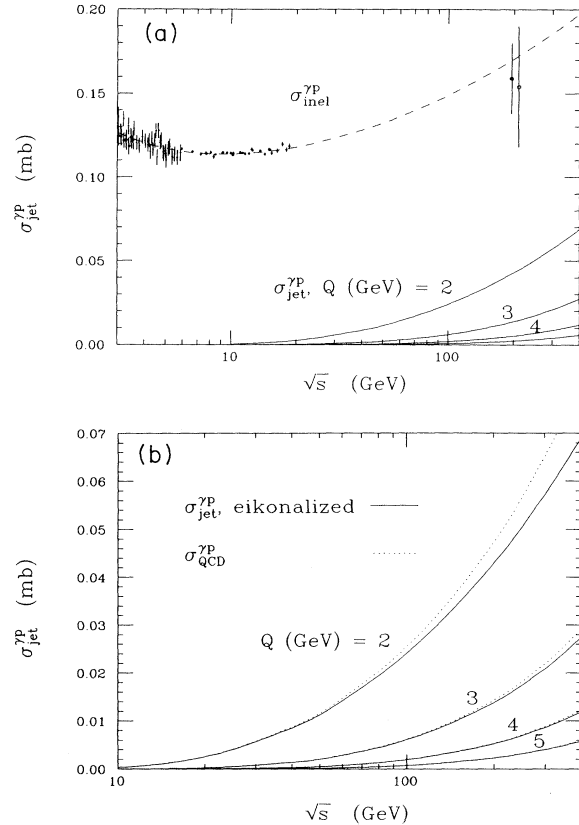 (a)
0.20
0.15
0.10
0.05
0.00
σ_jet^γp (mb)
σ_inel^γp
σ_jet^γp, Q (GeV) = 2
3
4
10
100
√s (GeV)
(b)
0.07
0.06
0.05
0.04
0.03
0.02
0.01
0.00
σ_jet^γp (mb)
σ_jet^γp, eikonalized
σ_QCD^γp
Q (GeV) = 2
3
4
5
10
100
√s (GeV)